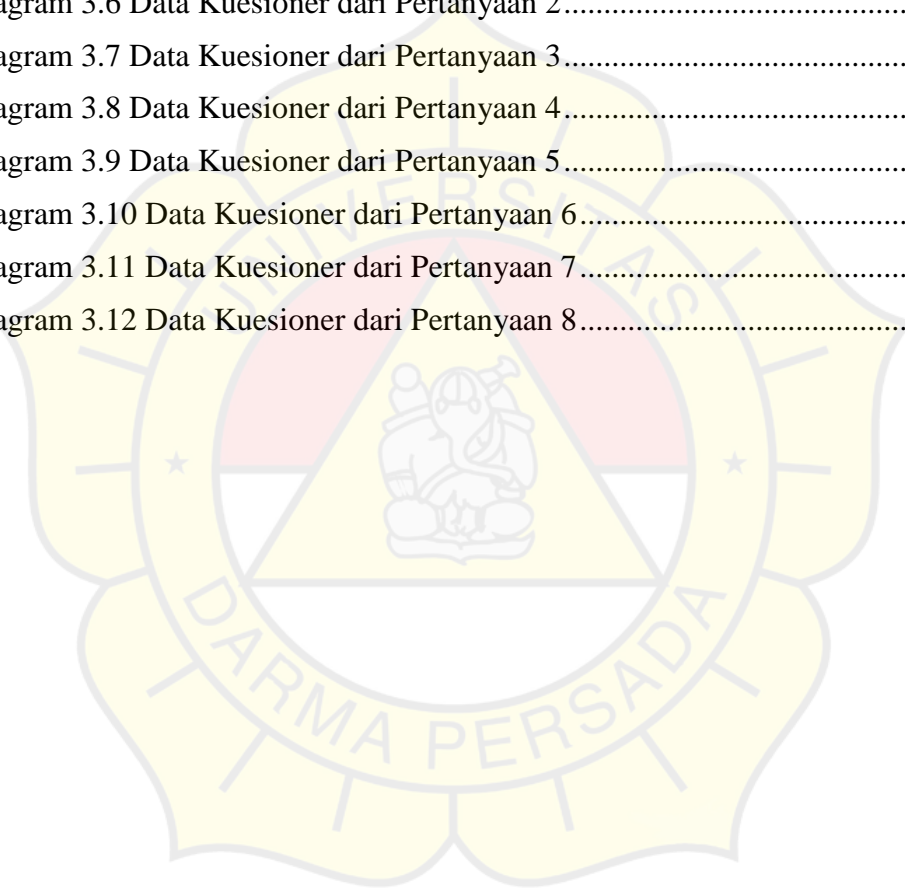 agram 3.6 Data Kuesioner dari Pertanyaan 2........................................
agram 3.7 Data Kuesioner dari Pertanyaan 3........................................
agram 3.8 Data Kuesioner dari Pertanyaan 4........................................
agram 3.9 Data Kuesioner dari Pertanyaan 5........................................
agram 3.10 Data Kuesioner dari Pertanyaan 6......................................
agram 3.11 Data Kuesioner dari Pertanyaan 7......................................
agram 3.12 Data Kuesioner dari Pertanyaan 8......................................
UNIVERSITAS
DARMA PERSADA